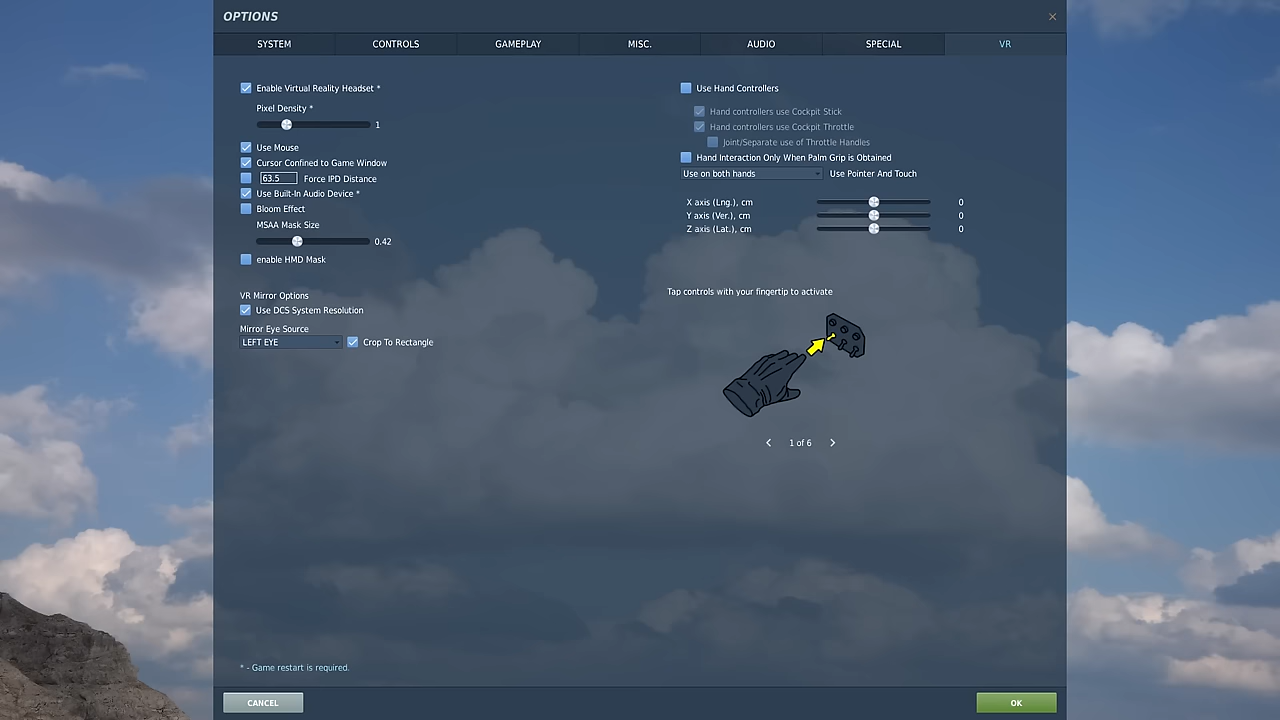 OPTIONS
SYSTEM CONTROLS GAMEPLAY MISC. AUDIO SPECIAL VR
Enable Virtual Reality Headset *
Pixel Density *
1
Use Mouse
Cursor Confined to Game Window
63.5 Force IPD Distance
Use Built-In Audio Device *
Bloom Effect
MSAA Mask Size
0.42
enable HMD Mask
VR Mirror Options
Use DCS System Resolution
Mirror Eye Source
LEFT EYE Crop To Rectangle
Use Hand Controllers
Hand controllers use Cockpit Stick
Hand controllers use Cockpit Throttle
Joint/Separate use of Throttle Handles
Hand Interaction Only When Palm Grip is Obtained
Use on both hands Use Pointer And Touch
X axis (Lng.), cm 0
Y axis (Ver.), cm 0
Z axis (Lat.), cm 0
Tap controls with your fingertip to activate
1 of 6
* - Game restart is required.
CANCEL OK